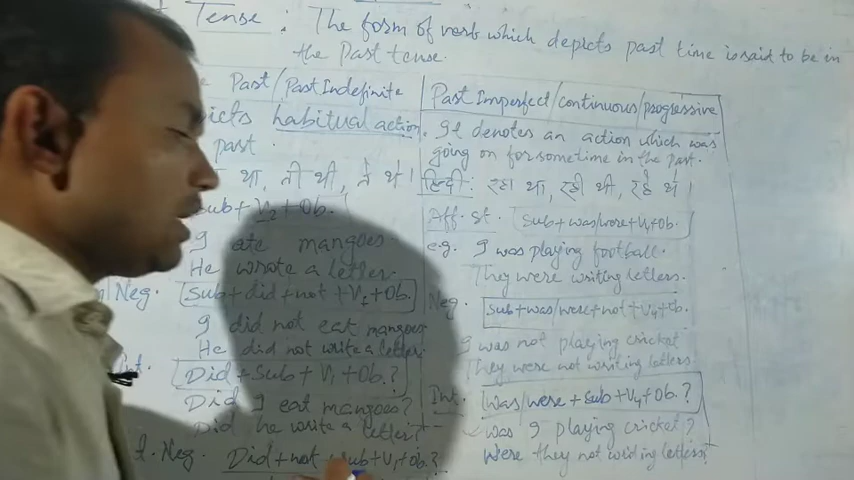 Tense : The form of verb which depicts past time is said to be in
the Past tense.
Past/Past Indefinite
habitual action.
past.
था, ती थी, ते थे।
Sub+V2+Ob.
I ate mangoes.
He wrote a letter.
Neg. Sub+did+not+V1+Ob.
I did not eat mangoes
He did not write a letter.
Int.
Did+Sub+V1+Ob.?
Did I eat mangoes?
Did he write a letter?
I. Neg. Did+not+Sub+V1+Ob.?
Past Imperfect/continuous/progressive
It denotes an action which was
going on for sometime in the past.
हिन्दी: रहा था, रही थी, रहे थे।
Aff. St. Sub+was/were+V4+Ob.
e.g. I was playing football.
They were writing letters.
Neg. Sub+was/were+not+V4+Ob.
I was not playing cricket
They were not writing letters.
Int. Was/were+Sub+V4+Ob.?
Was I playing cricket?
Were they not writing letters?